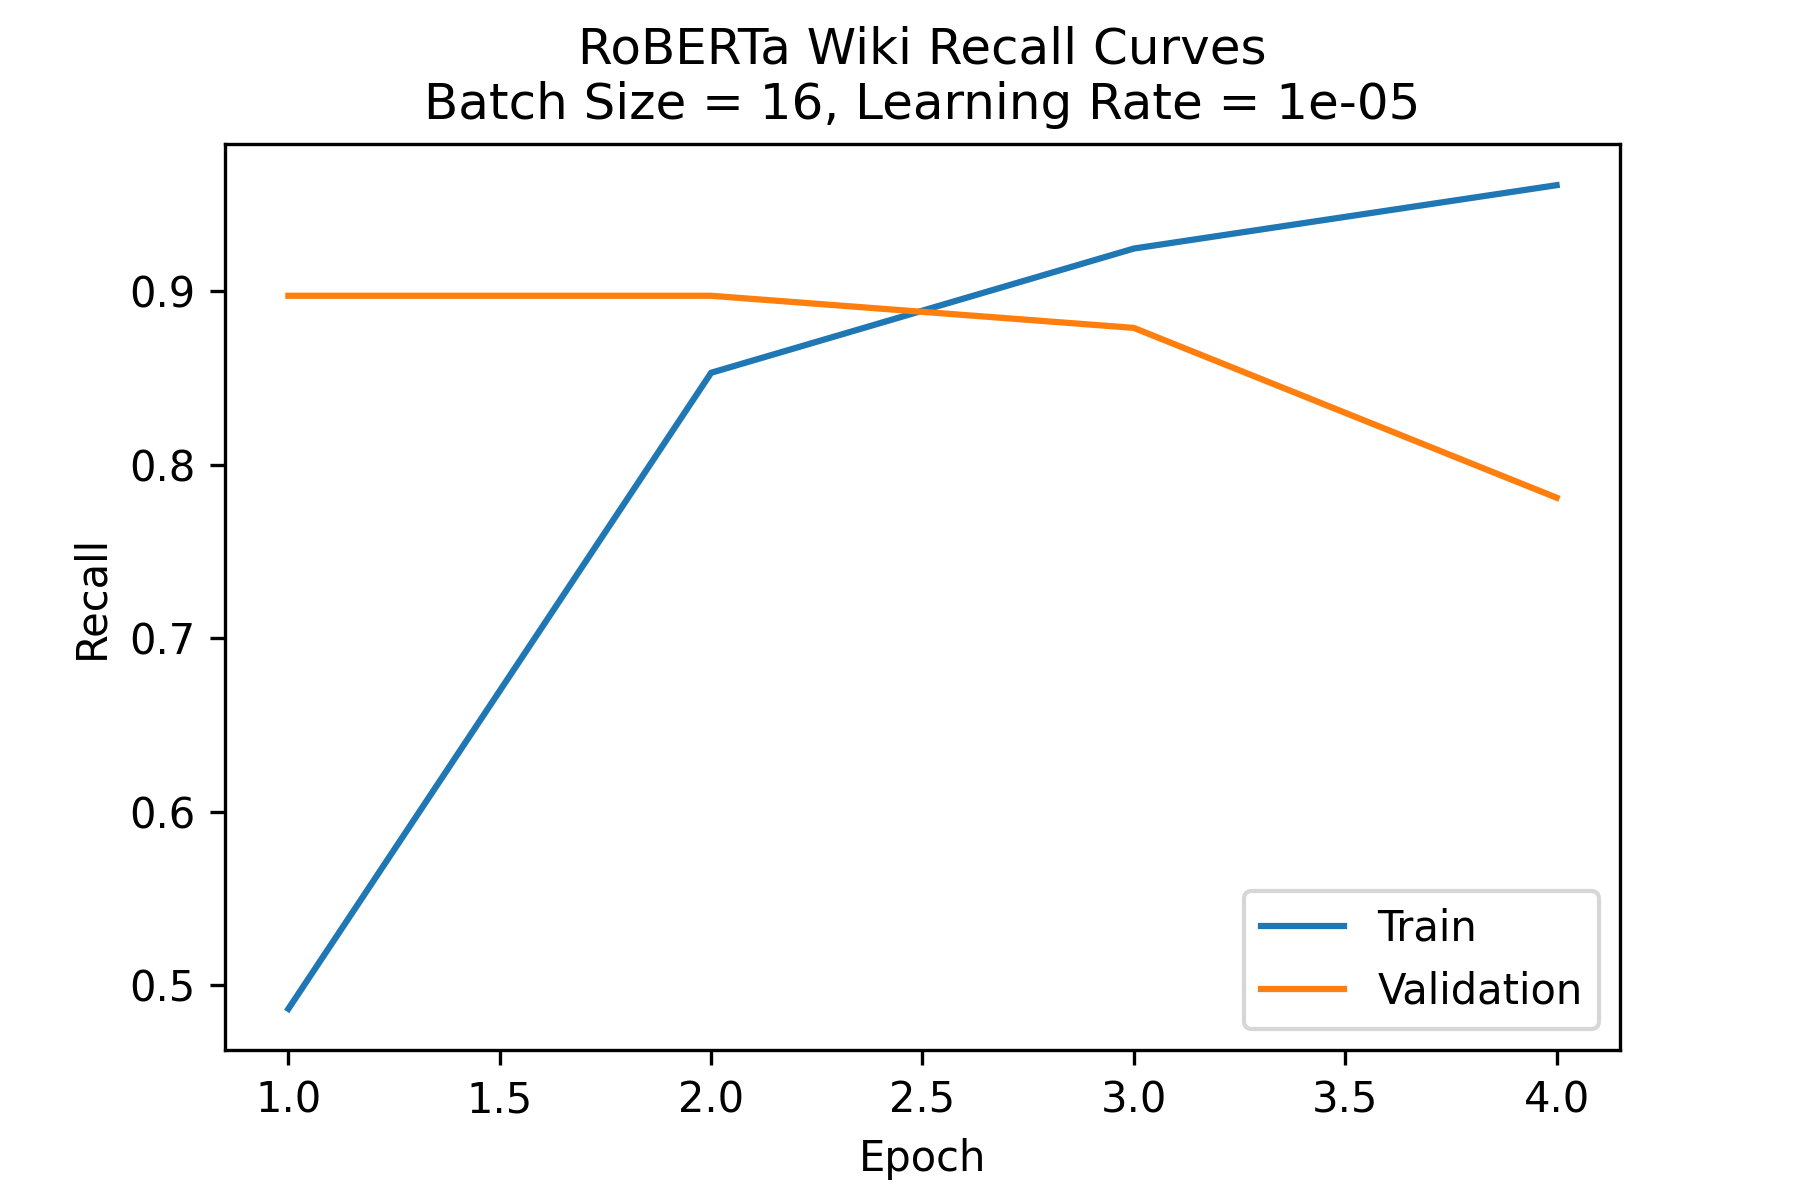 RoBERTa Wiki Recall Curves
Batch Size = 16, Learning Rate = 1e-05
Recall
0.9
0.8
0.7
0.6
0.5
Train
Validation
1.0 1.5 2.0 2.5 3.0 3.5 4.0
Epoch